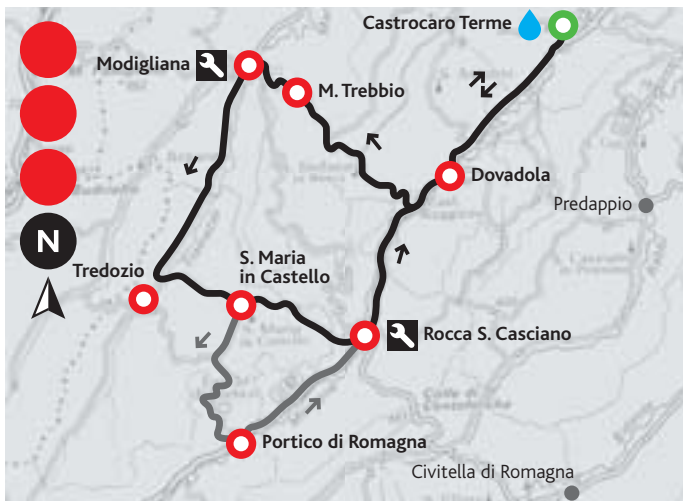 Castrocaro Terme
Modigliana
M. Trebbio
Dovadola
Predappio
N
Tredozio
S. Maria
in Castello
Rocca S. Casciano
Portico di Romagna
Civitella di Romagna